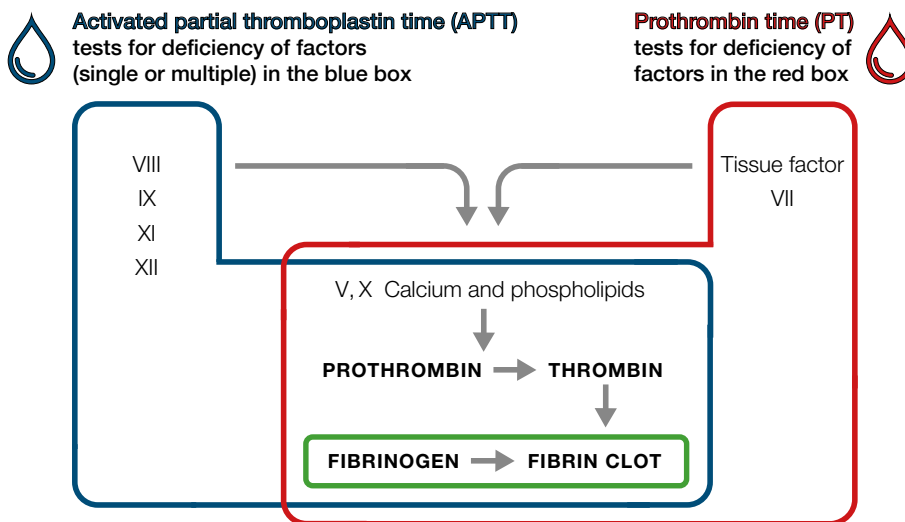 Activated partial thromboplastin time (APTT)
tests for deficiency of factors
(single or multiple) in the blue box
Prothrombin time (PT)
tests for deficiency of
factors in the red box
VIII
IX
XI
XII
Tissue factor
VII
V, X Calcium and phospholipids
PROTHROMBIN
THROMBIN
FIBRINOGEN
FIBRIN CLOT